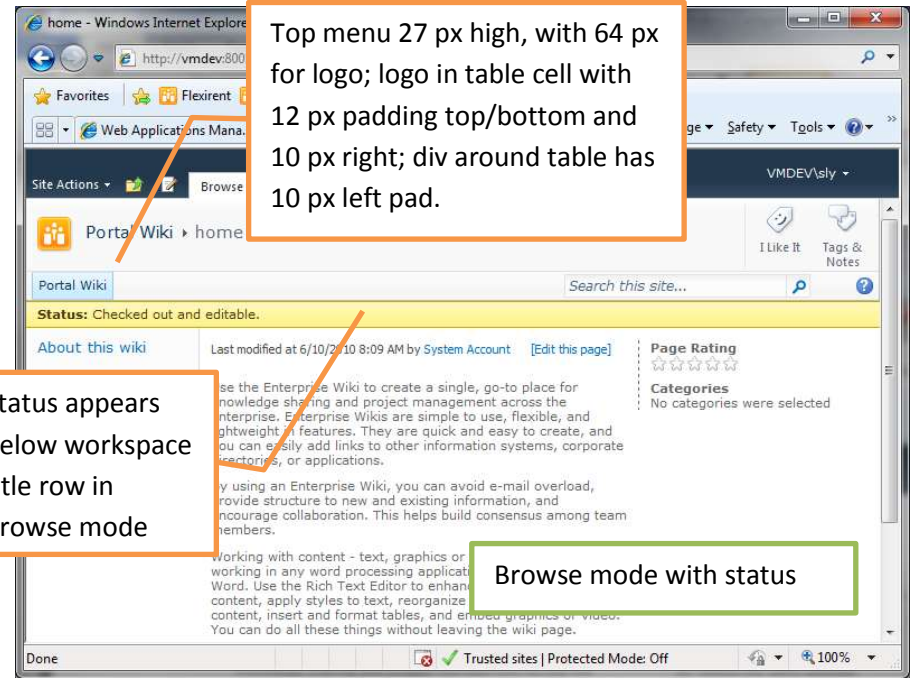 home - Windows Internet Explore
Top menu 27 px high, with 64 px
for logo; logo in table cell with
12 px padding top/bottom and
10 px right; div around table has
10 px left pad.
http://vmdev:800
Favorites Flexirent
Web Applications Mana. ge Safety Tools
Site Actions Browse VMDEV\sly
Portal Wiki home
I Like It Tags &
Notes
Portal Wiki Search this site...
Status: Checked out and editable.
About this wiki Last modified at 6/10/2010 8:09 AM by System Account [Edit this page] Page Rating
Categories
No categories were selected
tatus appears
elow workspace
tle row in
rowse mode
se the Enterprise Wiki to create a single, go-to place for
nowledge sharing and project management across the
nterprise. Enterprise Wikis are simple to use, flexible, and
ghtweight in features. They are quick and easy to create, and
ou can easily add links to other information systems, corporate
irectories, or applications.
y using an Enterprise Wiki, you can avoid e-mail overload,
rovide structure to new and existing information, and
ncourage collaboration. This helps build consensus among team
members.
Working with content - text, graphics or
working in any word processing applicati
Word. Use the Rich Text Editor to enhan
content, apply styles to text, reorganize
content, insert and format tables, and embed graphics or video.
You can do all these things without leaving the wiki page.
Browse mode with status
Done Trusted sites | Protected Mode: Off 100%